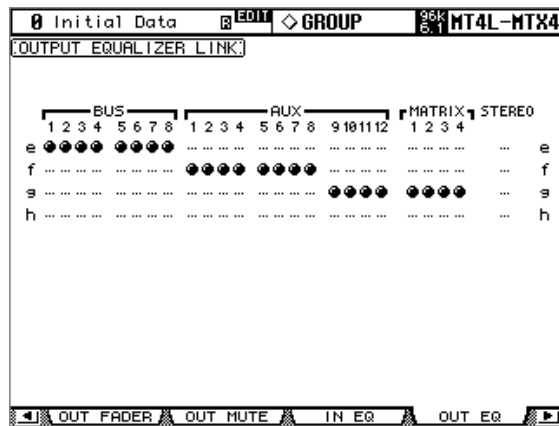 0 Initial Data R EDIT ◇ GROUP 96k 6.1 MT4L-MTX4
OUTPUT EQUALIZER LINK
BUS AUX MATRIX STEREO
1 2 3 4 5 6 7 8 1 2 3 4 5 6 7 8 9 10 11 12 1 2 3 4
e e
f f
g g
h h
OUT FADER OUT MUTE IN EQ OUT EQ